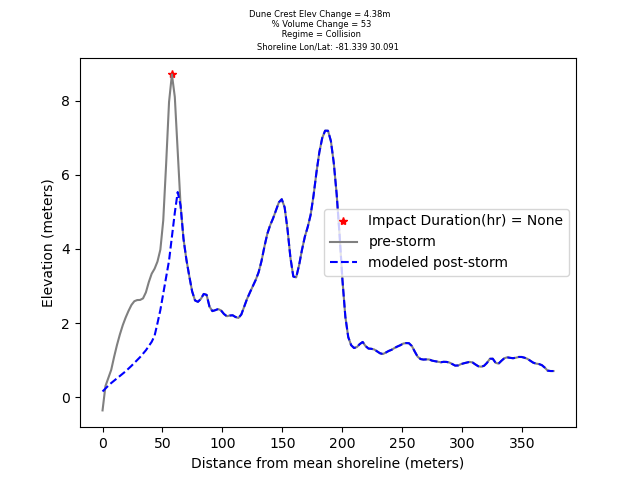 Dune Crest Elev Change = 4.38m
% Volume Change = 53
Regime = Collision
Shoreline Lon/Lat: -81.339 30.091
Elevation (meters)
8
6
4
2
0
Impact Duration(hr) = None
pre-storm
modeled post-storm
0 50 100 150 200 250 300 350
Distance from mean shoreline (meters)